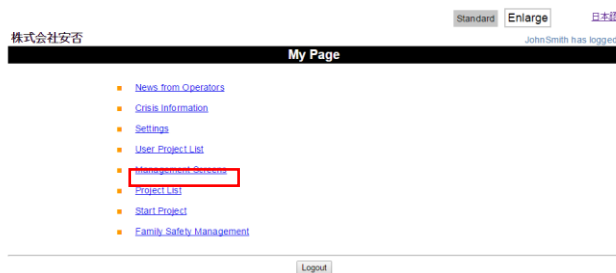 Standard Enlarge 日本語
株式会社安否 JohnSmith has logged
My Page
News from Operators
Crisis Information
Settings
User Project List
Management Screens
Project List
Start Project
Family Safety Management
Logout